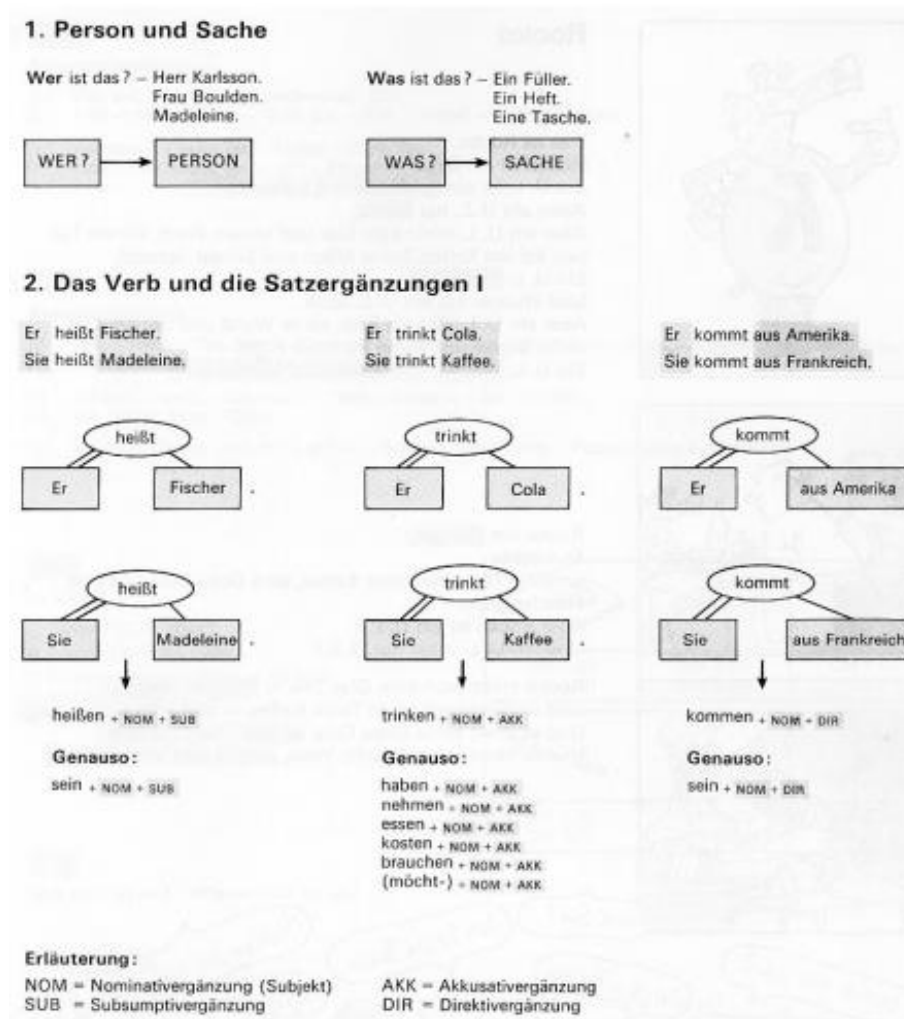 1. Person und Sache
Wer ist das? – Herr Karlsson.
Frau Boulden.
Madeleine.
Was ist das? – Ein Füller.
Ein Heft.
Eine Tasche.
WER? PERSON
WAS? SACHE
2. Das Verb und die Satzergänzungen I
Er heißt Fischer.
Sie heißt Madeleine.
Er trinkt Cola.
Sie trinkt Kaffee.
Er kommt aus Amerika.
Sie kommt aus Frankreich.
heißt
Er Fischer .
trinkt
Er Cola .
kommt
Er aus Amerika
heißt
Sie Madeleine .
trinkt
Sie Kaffee .
kommt
Sie aus Frankreich
heißen + NOM + SUB
Genauso:
sein + NOM + SUB
trinken + NOM + AKK
Genauso:
haben + NOM + AKK
nehmen + NOM + AKK
essen + NOM + AKK
kosten + NOM + AKK
brauchen + NOM + AKK
(möcht-) + NOM + AKK
kommen + NOM + DIR
Genauso:
sein + NOM + DIR
Erläuterung:
NOM = Nominativergänzung (Subjekt)
SUB = Subsumptivergänzung
AKK = Akkusativergänzung
DIR = Direktivergänzung